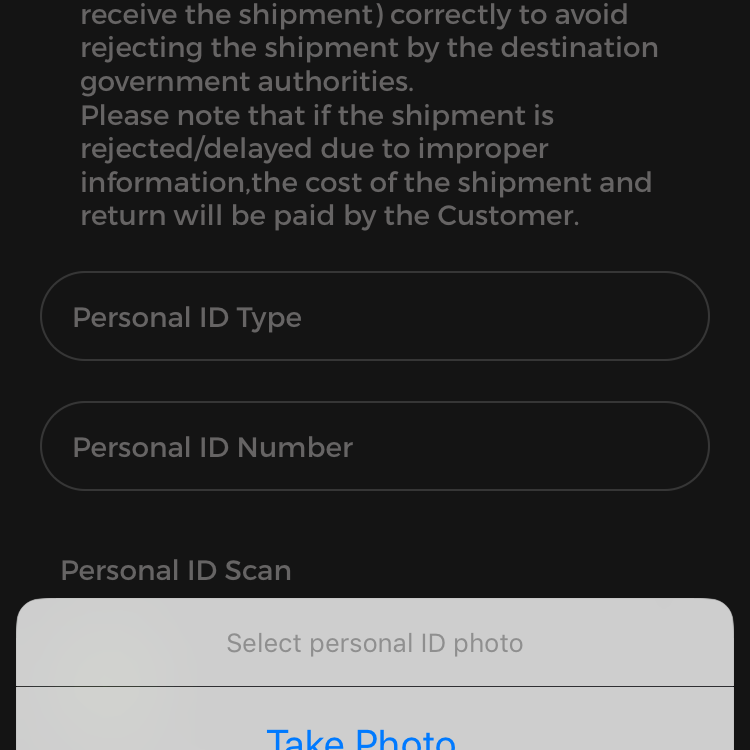 receive the shipment) correctly to avoid
rejecting the shipment by the destination
government authorities.
Please note that if the shipment is
rejected/delayed due to improper
information,the cost of the shipment and
return will be paid by the Customer.
Personal ID Type
Personal ID Number
Personal ID Scan
Select personal ID photo
Take Photo